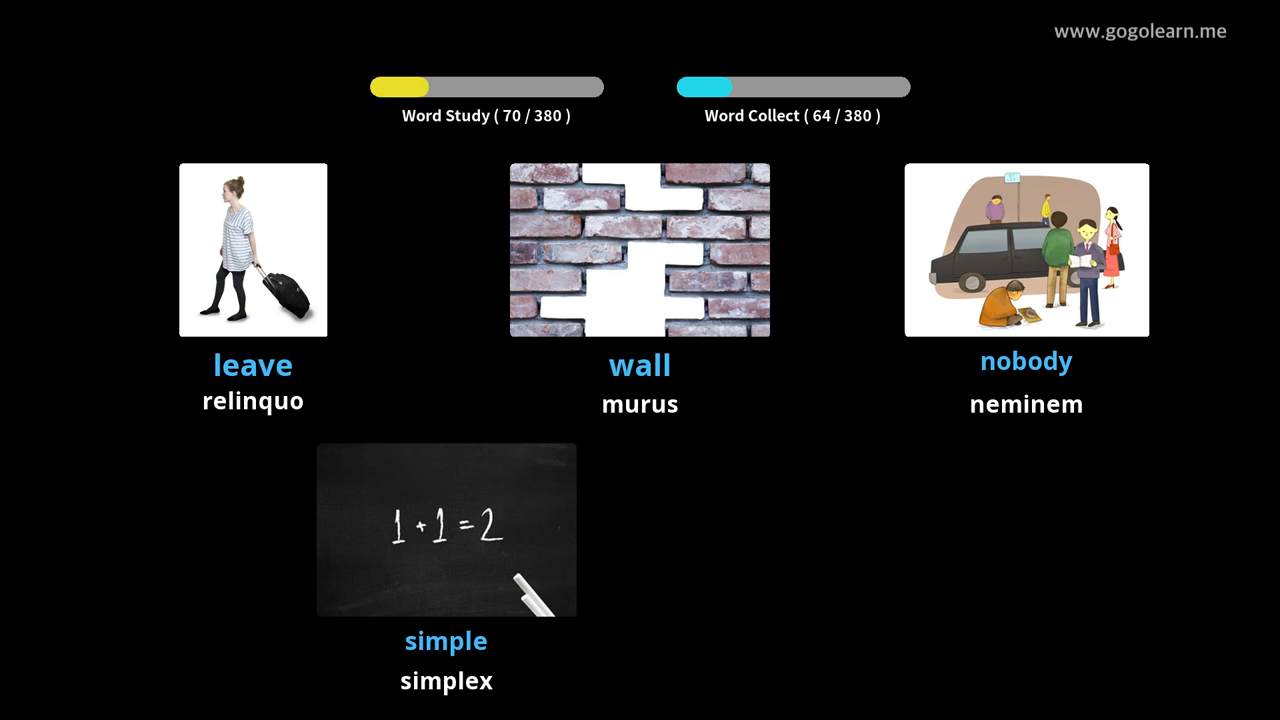 www.gogolearn.me
Word Study ( 70 / 380 )
Word Collect ( 64 / 380 )
leave
relinquo
wall
murus
nobody
neminem
1 + 1 = 2
simple
simplex